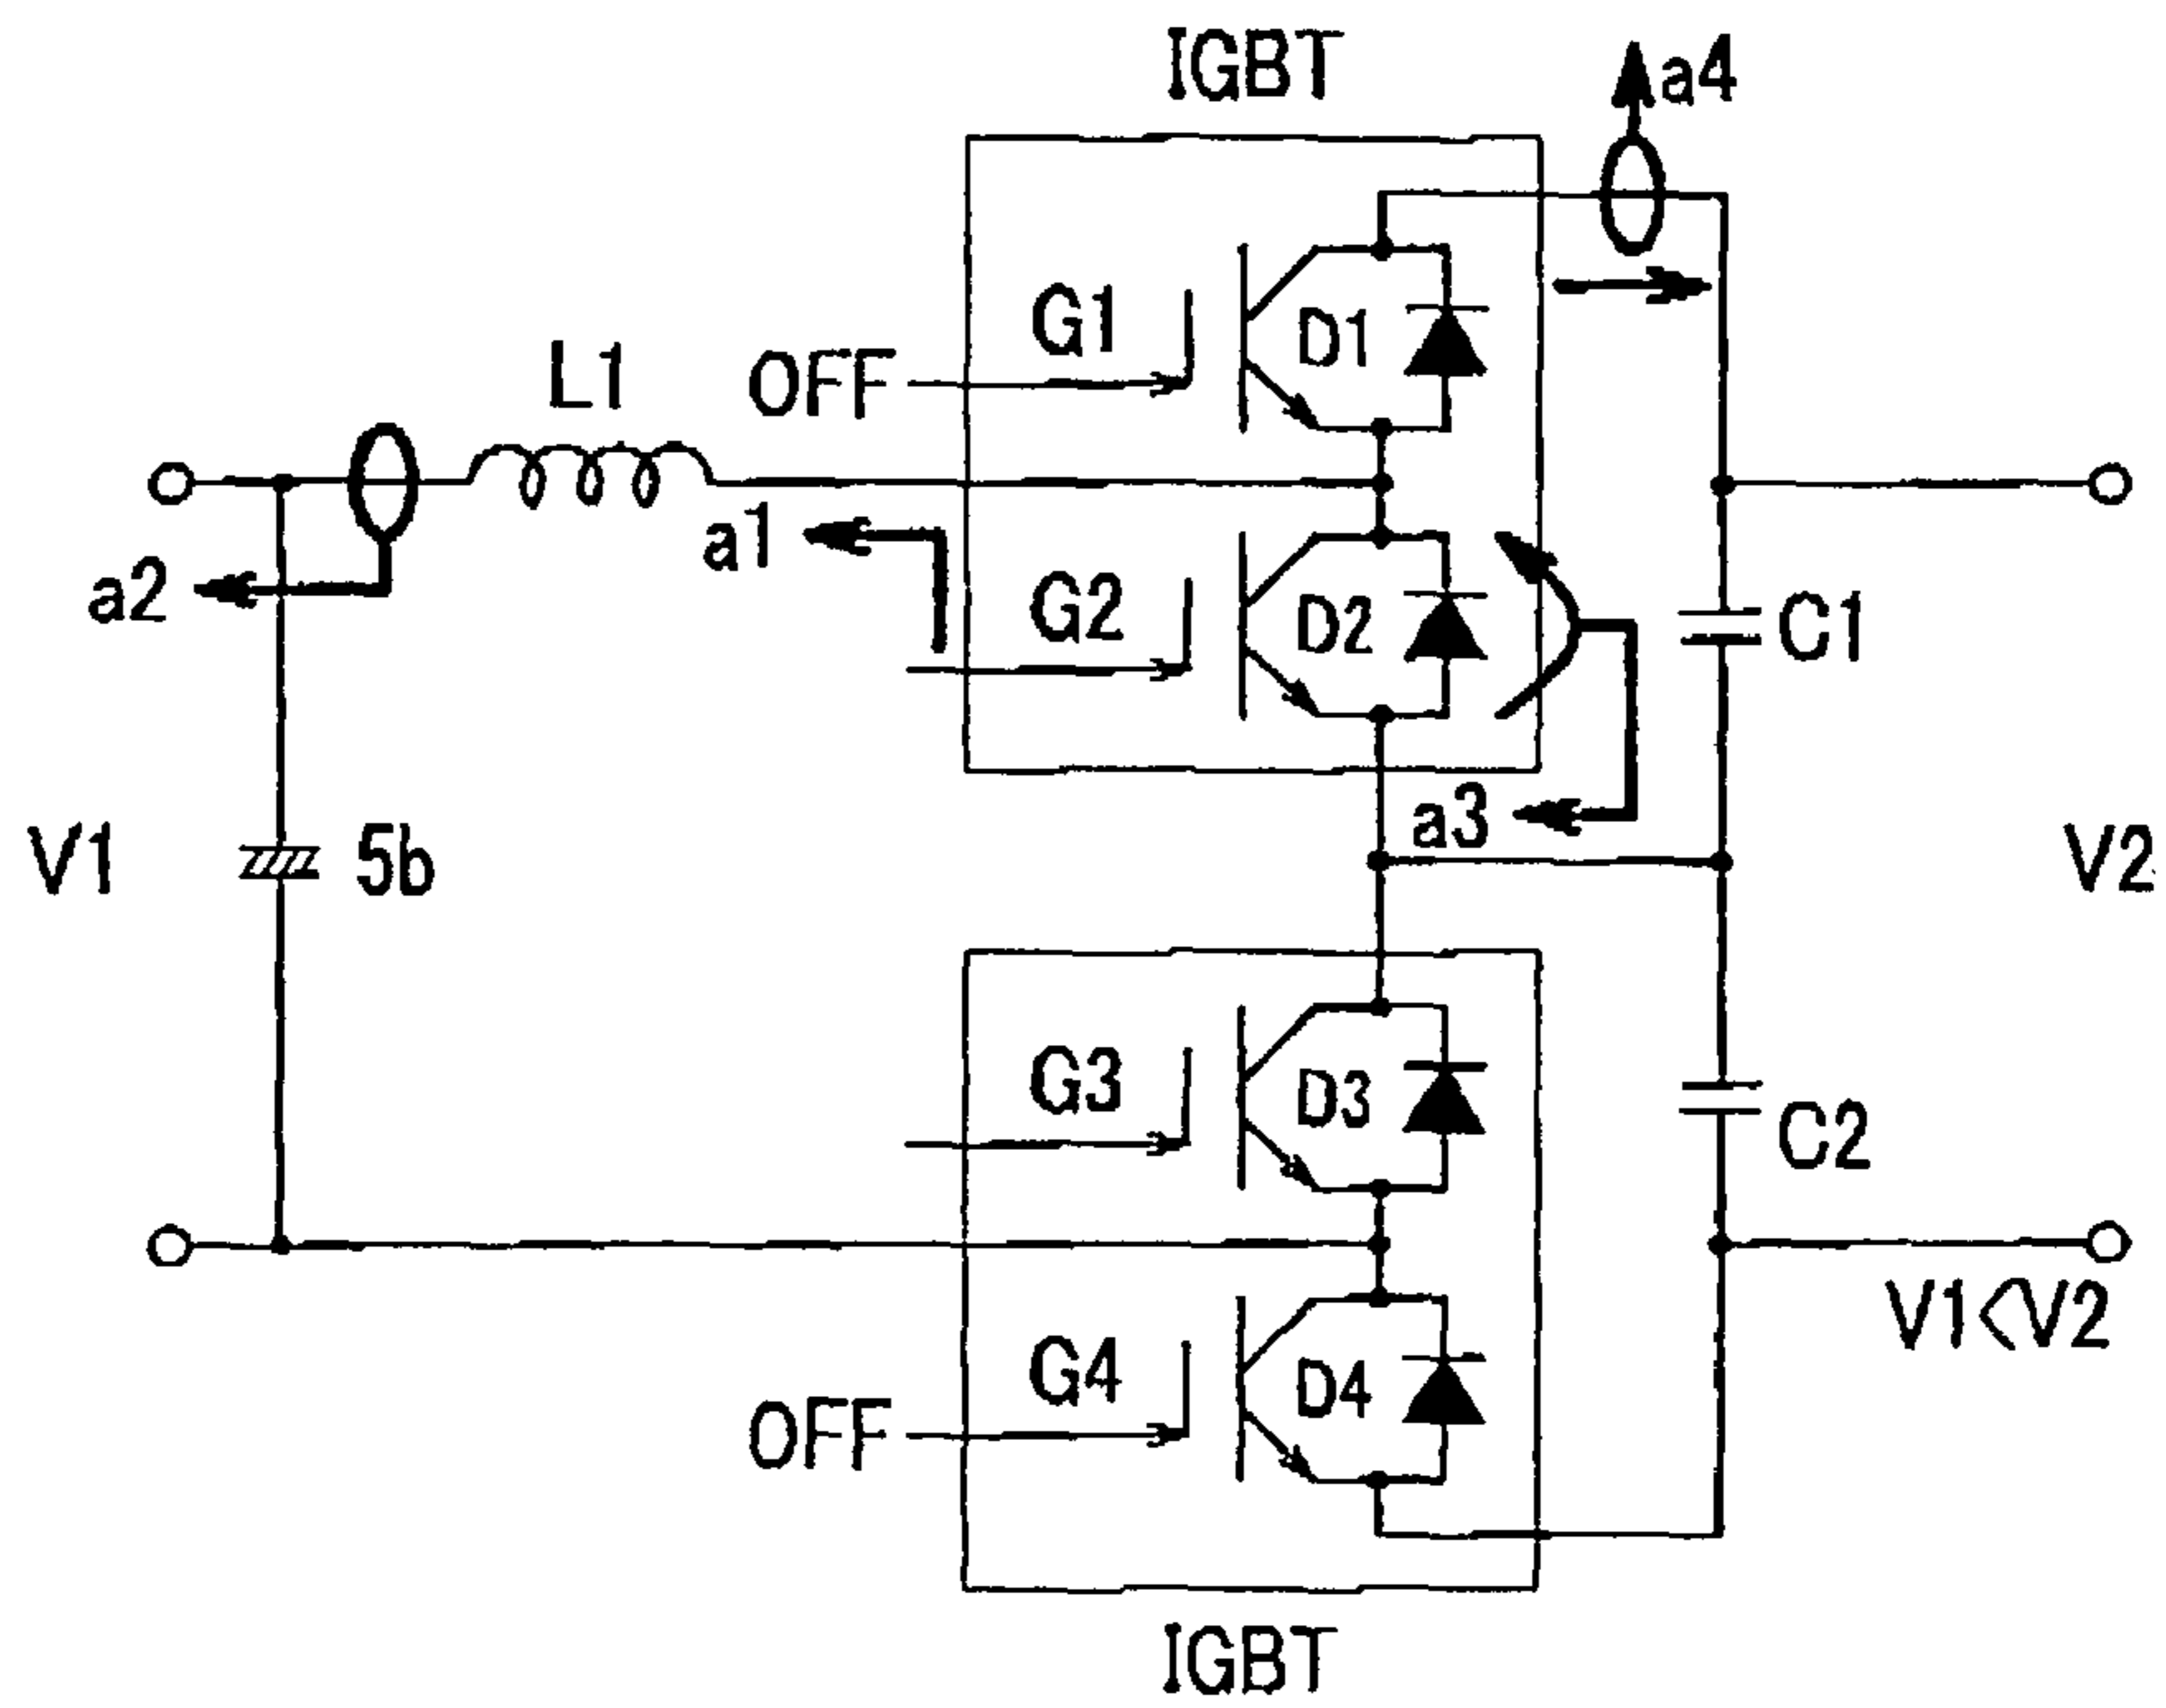 IGBT
a4
G1
D1
L1
OFF
a1
a2
G2
D2
C1
a3
V1
5b
V2
G3
D3
C2
V1<V2
G4
D4
OFF
IGBT